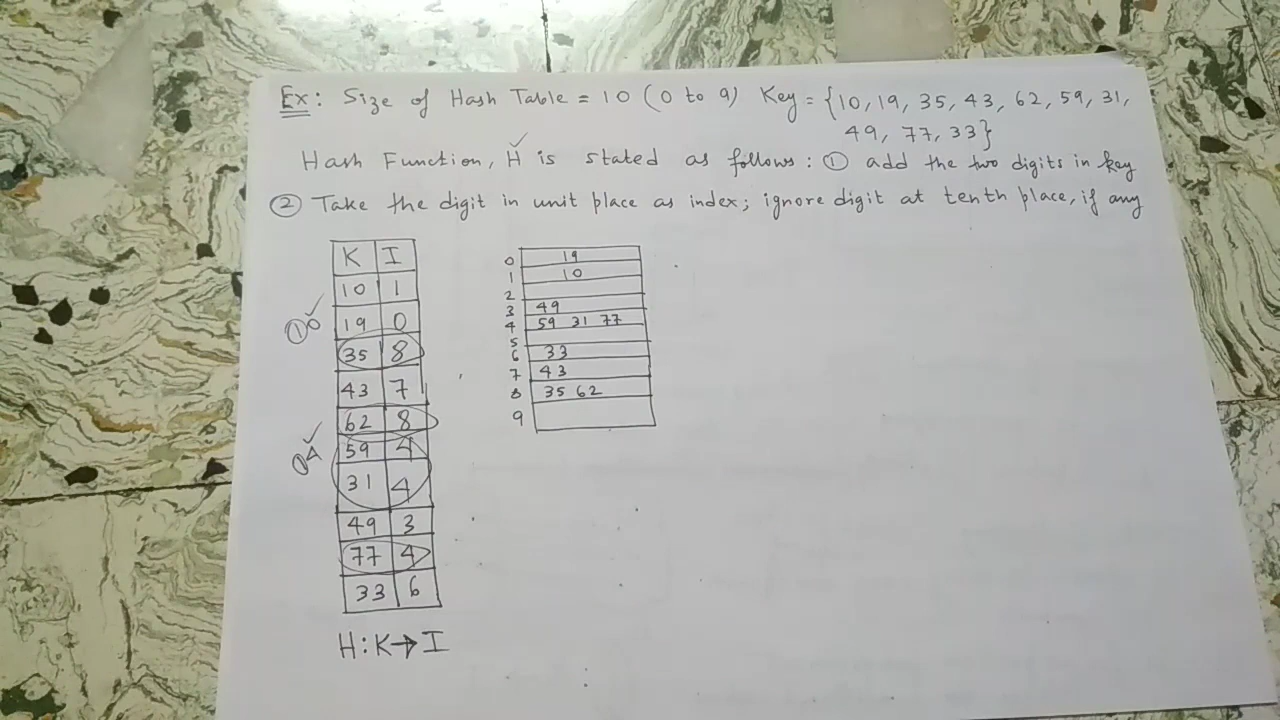 Ex: Size of Hash Table = 10 (0 to 9) Key = {10, 19, 35, 43, 62, 59, 31,
49, 77, 33}
Hash Function, H is stated as follows: ① add the two digits in key
② Take the digit in unit place as index; ignore digit at tenth place, if any
K I
10 1
① 0 19 0
35 8
43 7
62 8
① 4 59 4
31 4
49 3
77 4
33 6
H: K → I
0 19
1 10
2
3 49
4 59 31 77
5
6 33
7 43
8 35 62
9